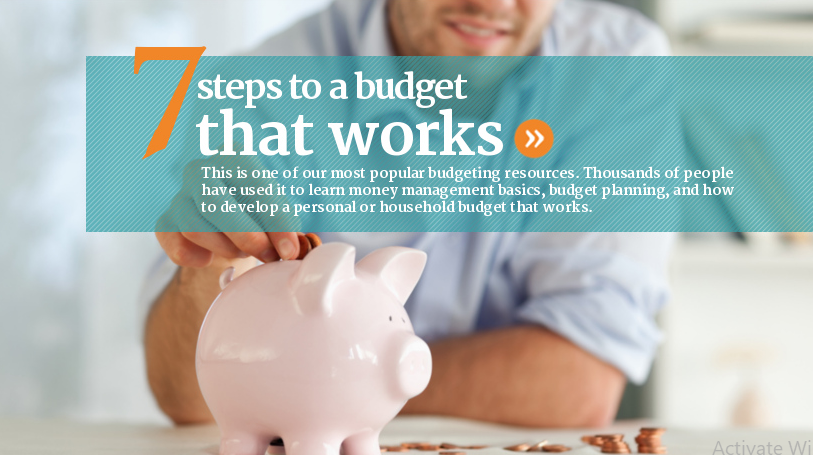 7 steps to a budget
that works »
This is one of our most popular budgeting resources. Thousands of people
have used it to learn money management basics, budget planning, and how
to develop a personal or household budget that works.
Activate Wi